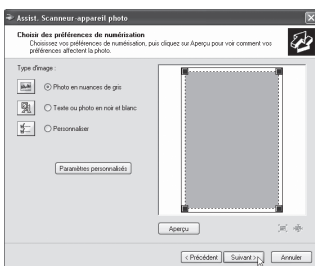 Assist. Scanneur-appareil photo
Choisir des préférences de numérisation
Choisissez vos préférences de numérisation, puis cliquez sur Aperçu pour voir comment vos
préférences affectent la photo.
Type d'image :
Photo en nuances de gris
Texte ou photo en noir et blanc
Personnaliser
Paramètres personnalisés
Aperçu
< Précédent
Suivant >
Annuler